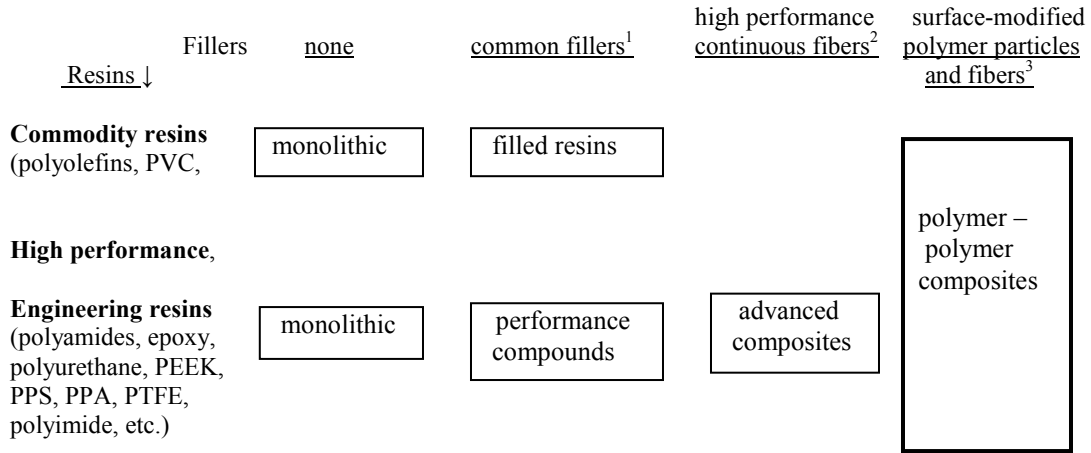 high performance surface-modified
Fillers none common fillers1 continuous fibers2 polymer particles
Resins ↓ and fibers3
Commodity resins
(polyolefins, PVC,
monolithic
filled resins
High performance,
Engineering resins
(polyamides, epoxy,
polyurethane, PEEK,
PPS, PPA, PTFE,
polyimide, etc.)
monolithic
performance
compounds
advanced
composites
polymer –
polymer
composites